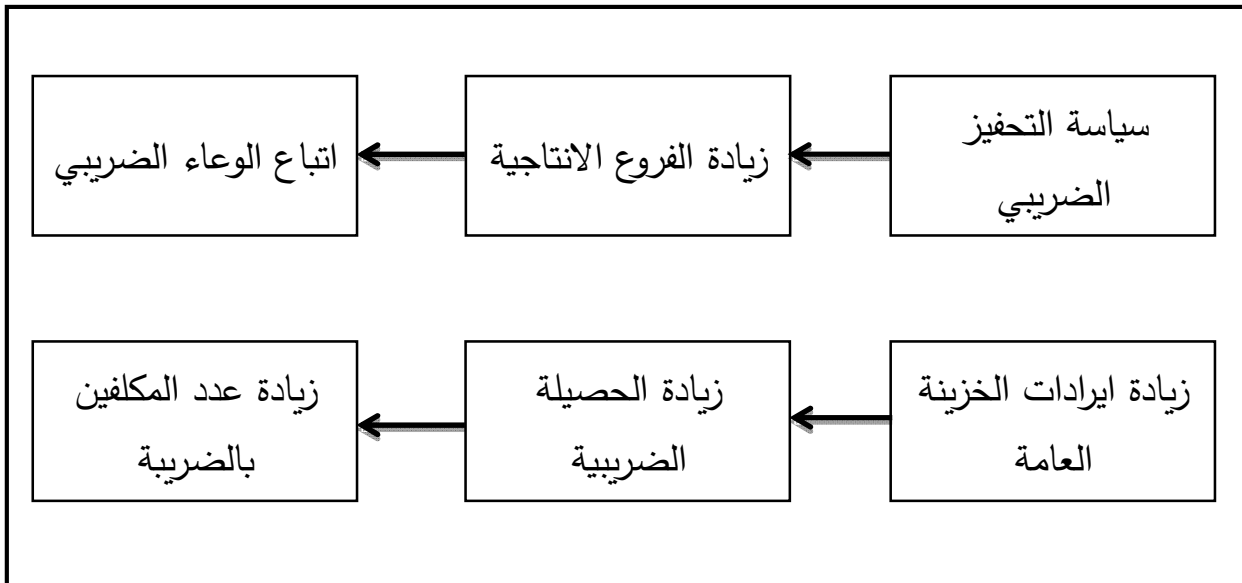 سياسة التحفيز
الضريبي
زيادة الفروع الانتاجية
اتباع الوعاء الضريبي
زيادة ايرادات الخزينة
العامة
زيادة الحصيلة
الضريبية
زيادة عدد المكلفين
بالضريبة